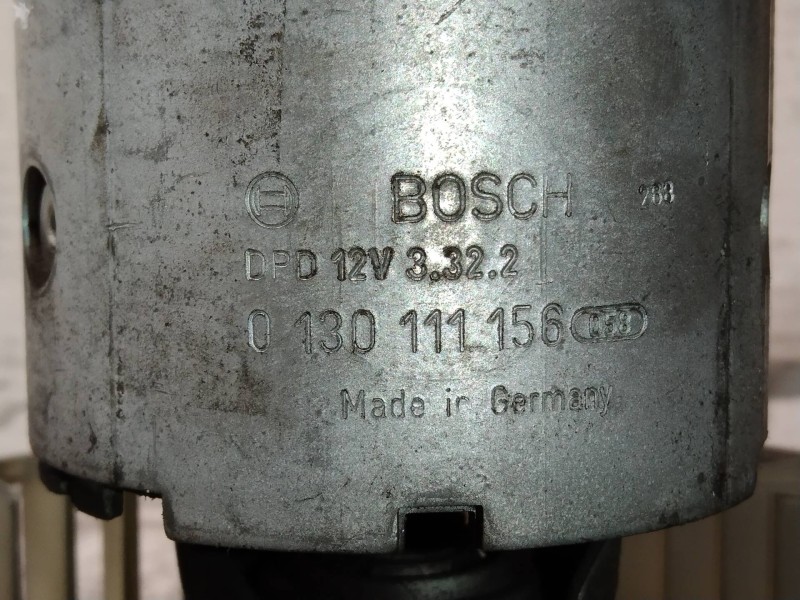 BOSCH
DPD 12V 3.32.2
0 130 111 156
Made in Germany